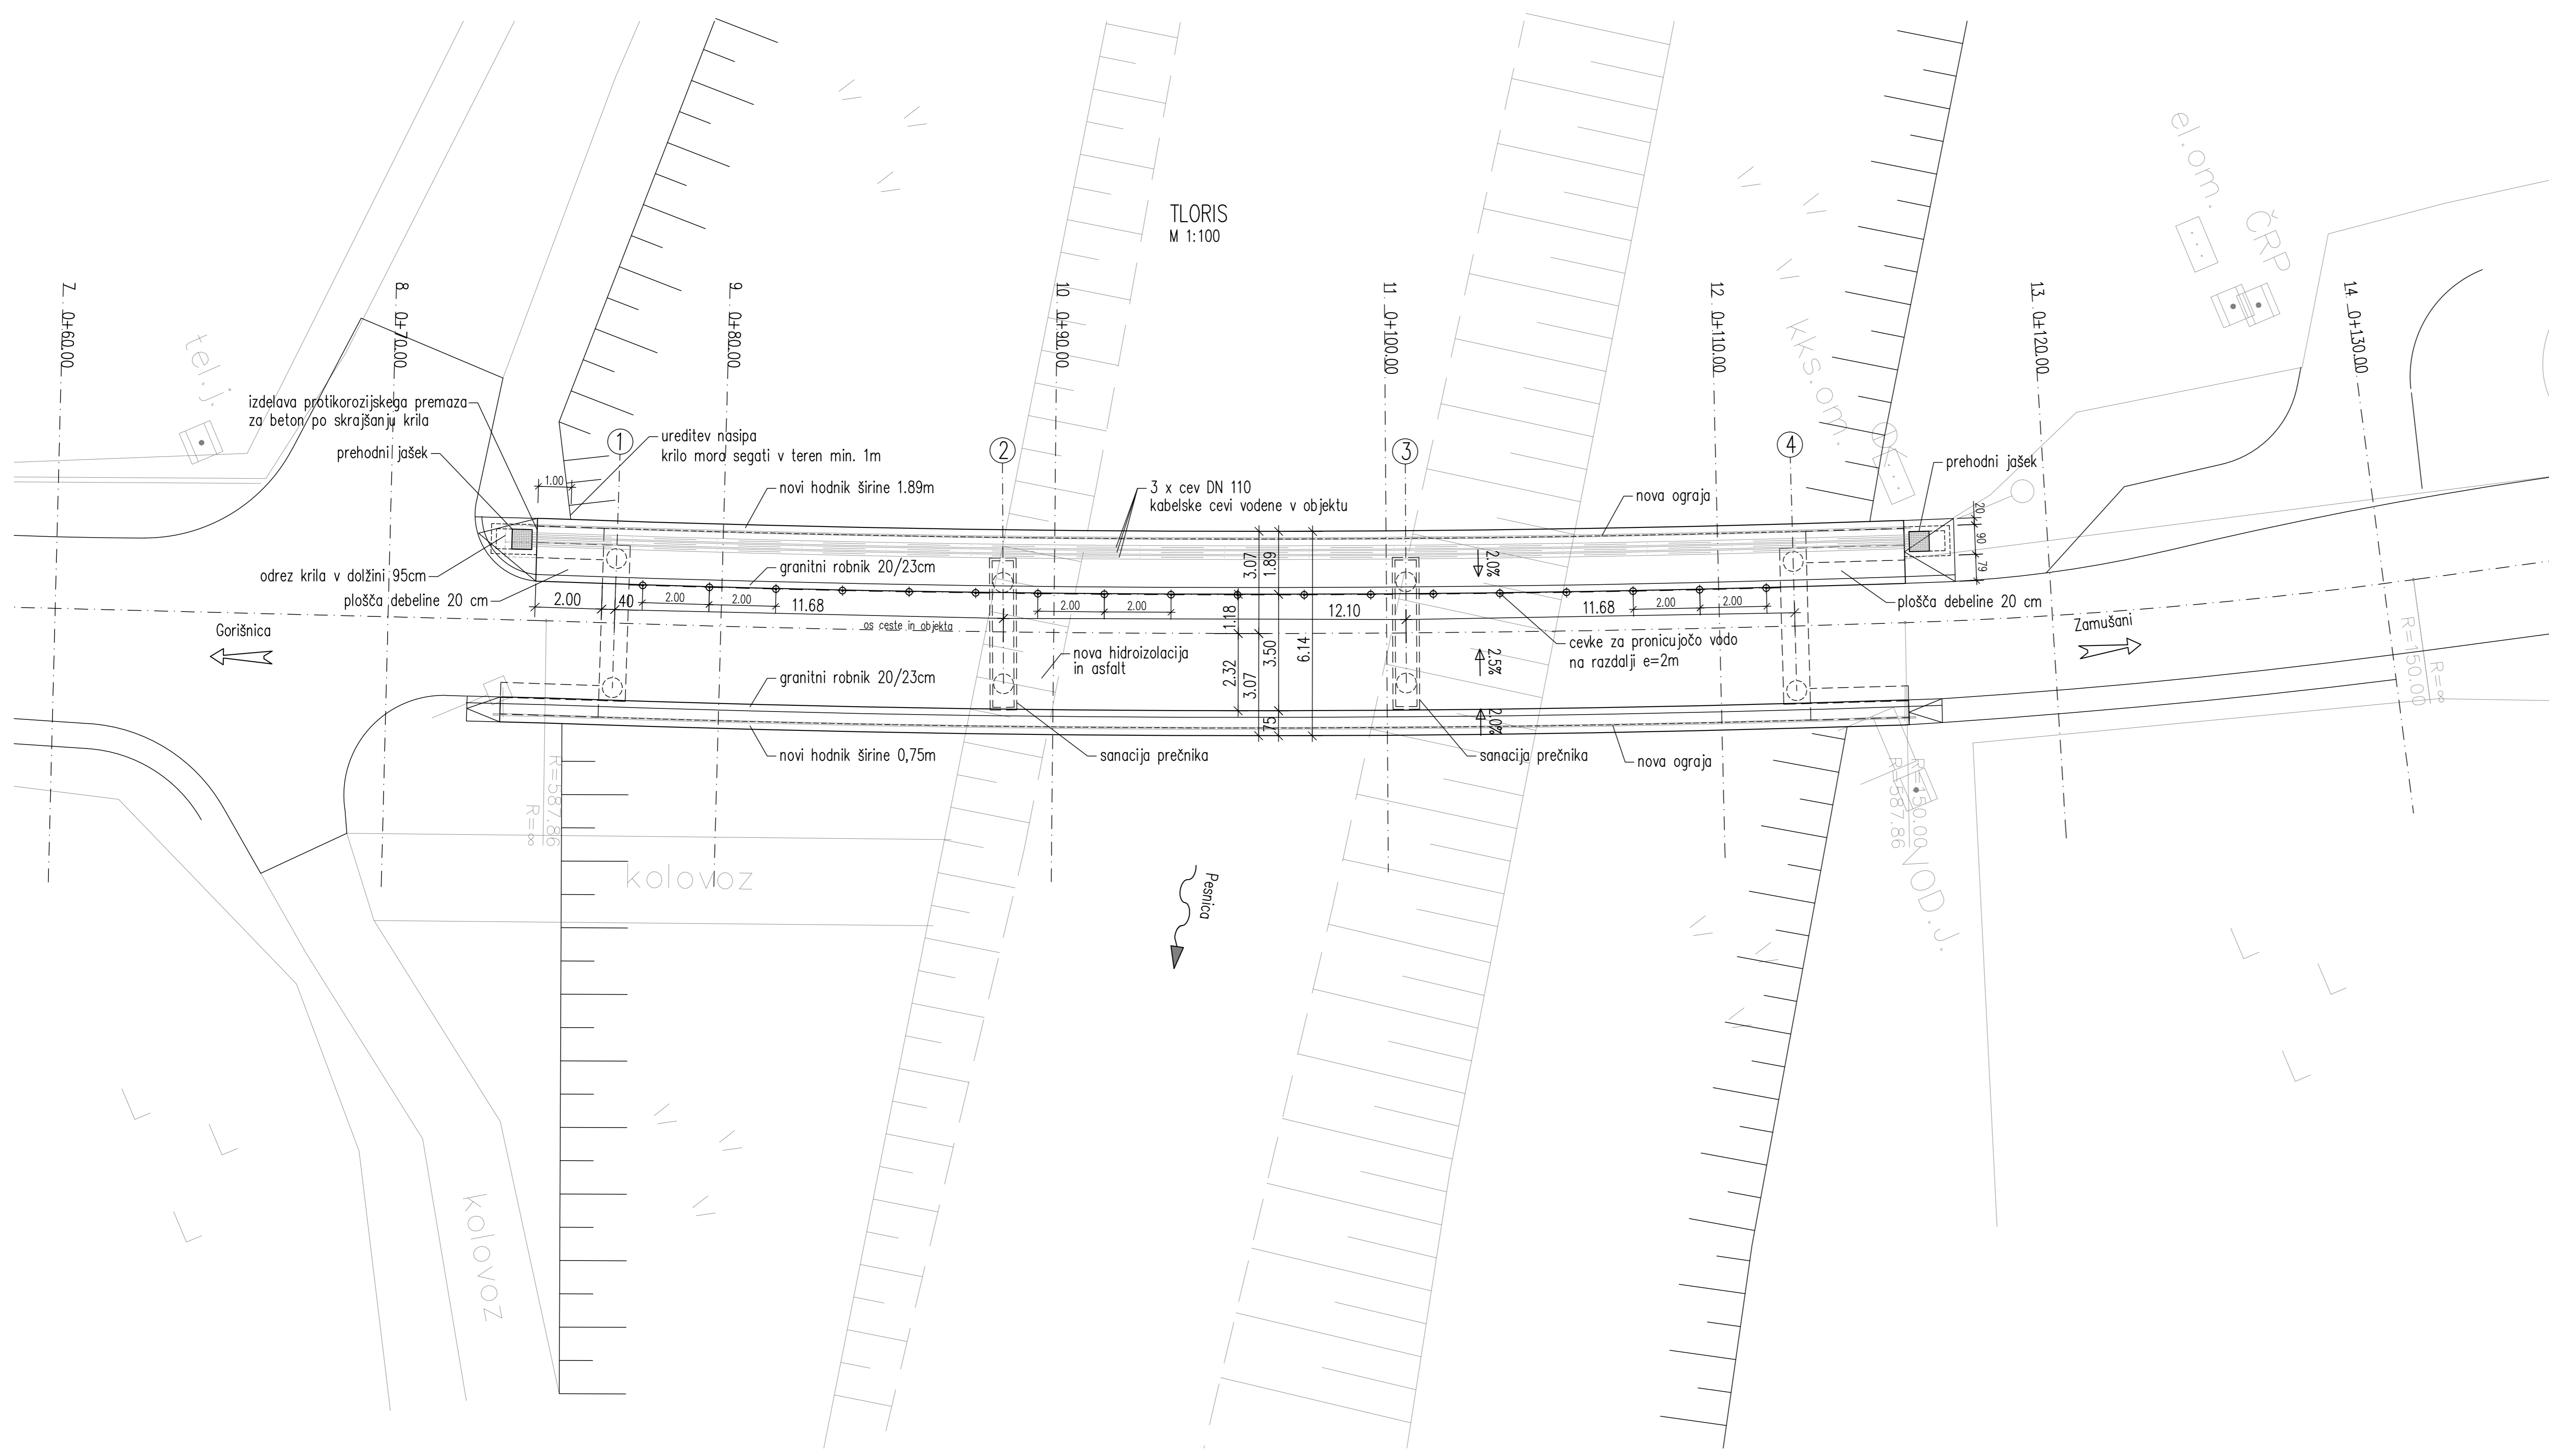 TLORIS
M 1:100
7 0+60.00
8 0+70.00
9 0+80.00
10 0+90.00
11 0+100.00
12 0+110.00
13 0+120.00
14 0+130.00
el.om.
ČRP
kks.om.
tel.j.
izdelava protikorozijskega premaza
za beton po skrajšanju krila
prehodni jašek
1
ureditev nasipa
krilo mora segati v teren min. 1m
2
3
4
1.00
novi hodnik širine 1.89m
3 x cev DN 110
kabelske cevi vodene v objektu
nova ograja
prehodni jašek
20
90
79
odrez krila v dolžini 95cm
plošča debeline 20 cm
granitni robnik 20/23cm
3.07
1.89
2.0%
plošča debeline 20 cm
2.00
40
2.00
2.00
11.68
2.00
2.00
1.18
12.10
11.68
2.00
2.00
Gorišnica
os ceste in objekta
Zamušani
cevke za pronicujočo vodo
na razdalji e=2m
nova hidroizolacija
in asfalt
2.32
3.07
3.50
6.14
2.5%
granitni robnik 20/23cm
75
2.0%
novi hodnik širine 0,75m
sanacija prečnika
sanacija prečnika
nova ograja
R=587.86
R=∞
R=150.00
R=587.86
R=150.00
R=∞
kolovoz
Pesnica
VOD.J.
kolovoz